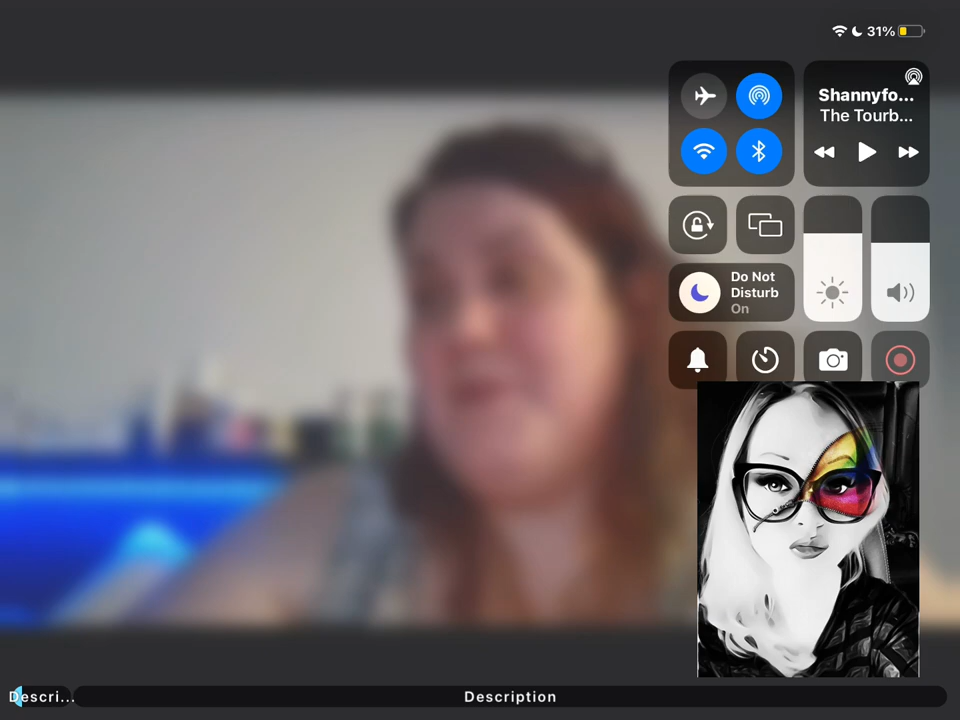 31%
Shannyfo...
The Tourb...
Do Not
Disturb
On
Descri...
Description